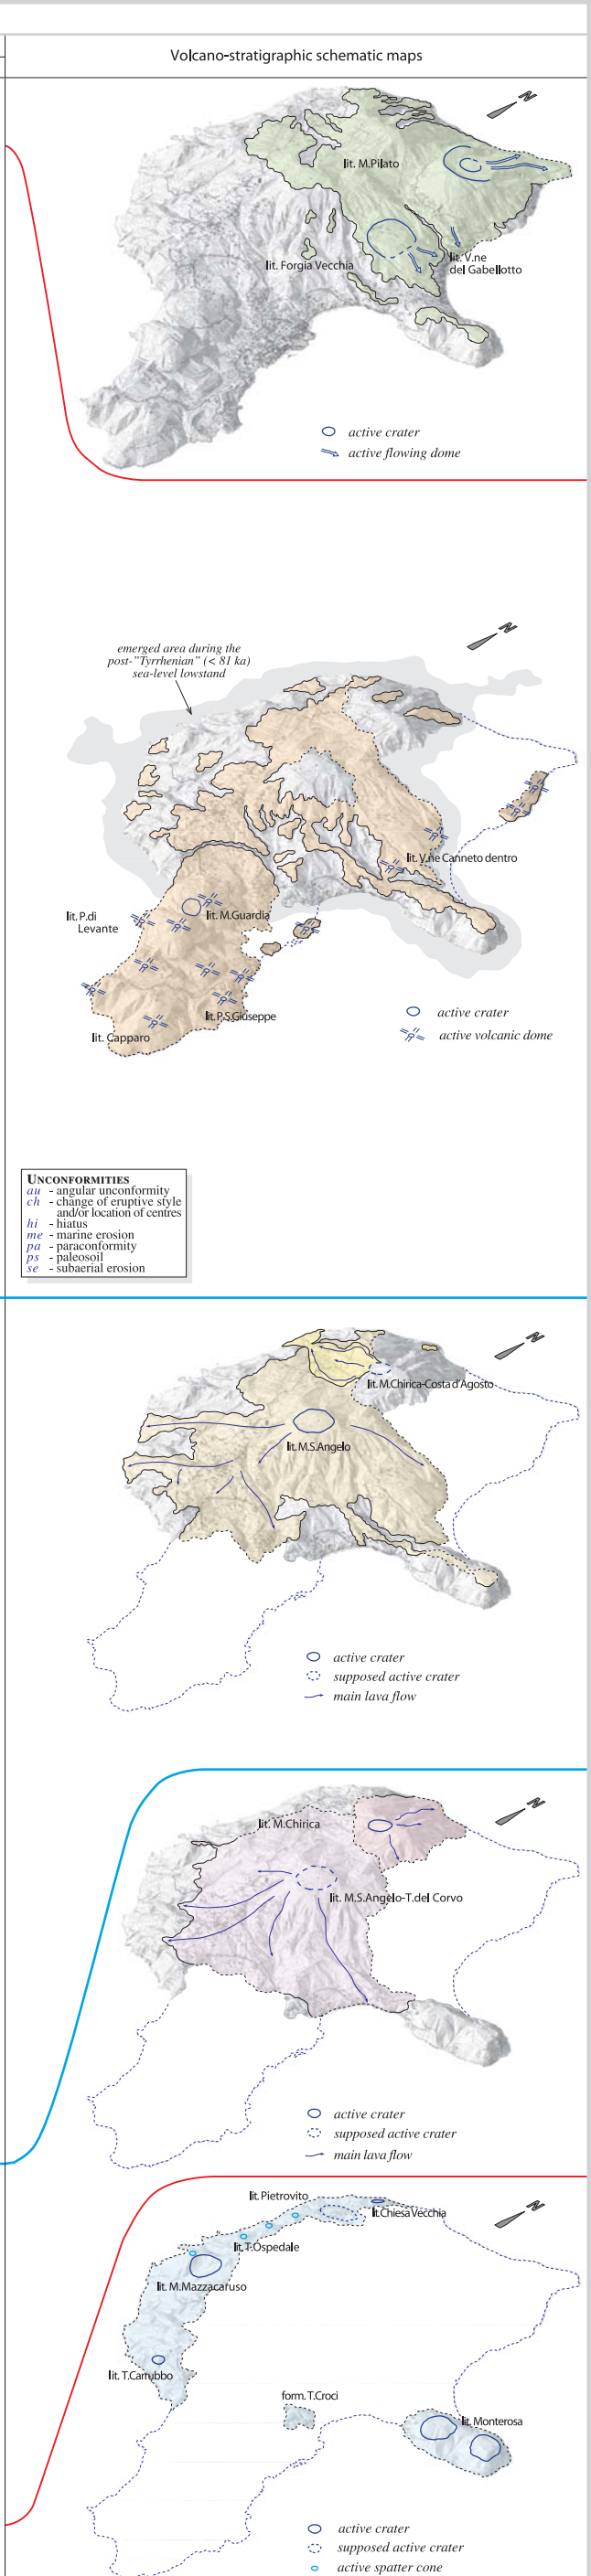 Volcano-stratigraphic schematic maps
N
lit. M.Pilato
lit. V.ne
del Gabellotto
lit. Forgia Vecchia
active crater
active flowing dome
N
emerged area during the
post-"Tyrrhenian" (< 81 ka)
sea-level lowstand
lit. V.ne Canneto dentro
lit. P.di
Levante
lit. M.Guardia
lit. P.S.Giuseppe
lit. Capparo
active crater
active volcanic dome
UNCONFORMITIES
au - angular unconformity
ch - change of eruptive style
and/or location of centres
hi - hiatus
me - marine erosion
pa - paraconformity
ps - paleosoil
se - subaerial erosion
N
lit. M.Chirica-Costa d'Agosto
lit. M.S.Angelo
active crater
supposed active crater
main lava flow
N
lit. M.Chirica
lit. M.S.Angelo-T.del Corvo
active crater
supposed active crater
main lava flow
N
lit. Pietrovito
lit.Chiesa Vecchia
lit. T.Ospedale
lit. M.Mazzacaruso
lit. T.Carrubbo
form. T.Croci
lit. Monterosa
active crater
supposed active crater
active spatter cone